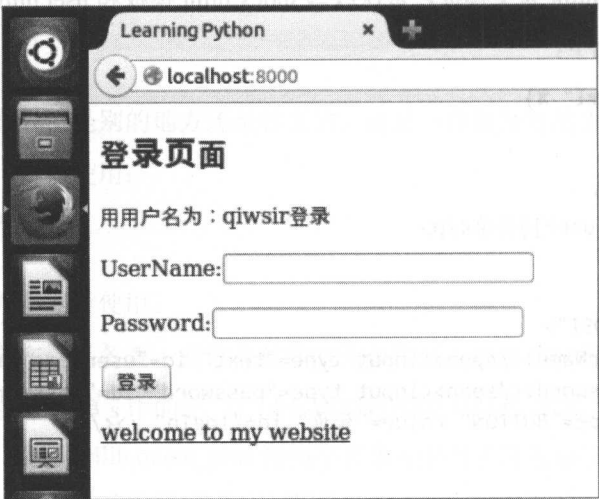 Learning Python
localhost:8000
登录页面
用用户名为：qiwsir登录
UserName:
Password:
登录
welcome to my website